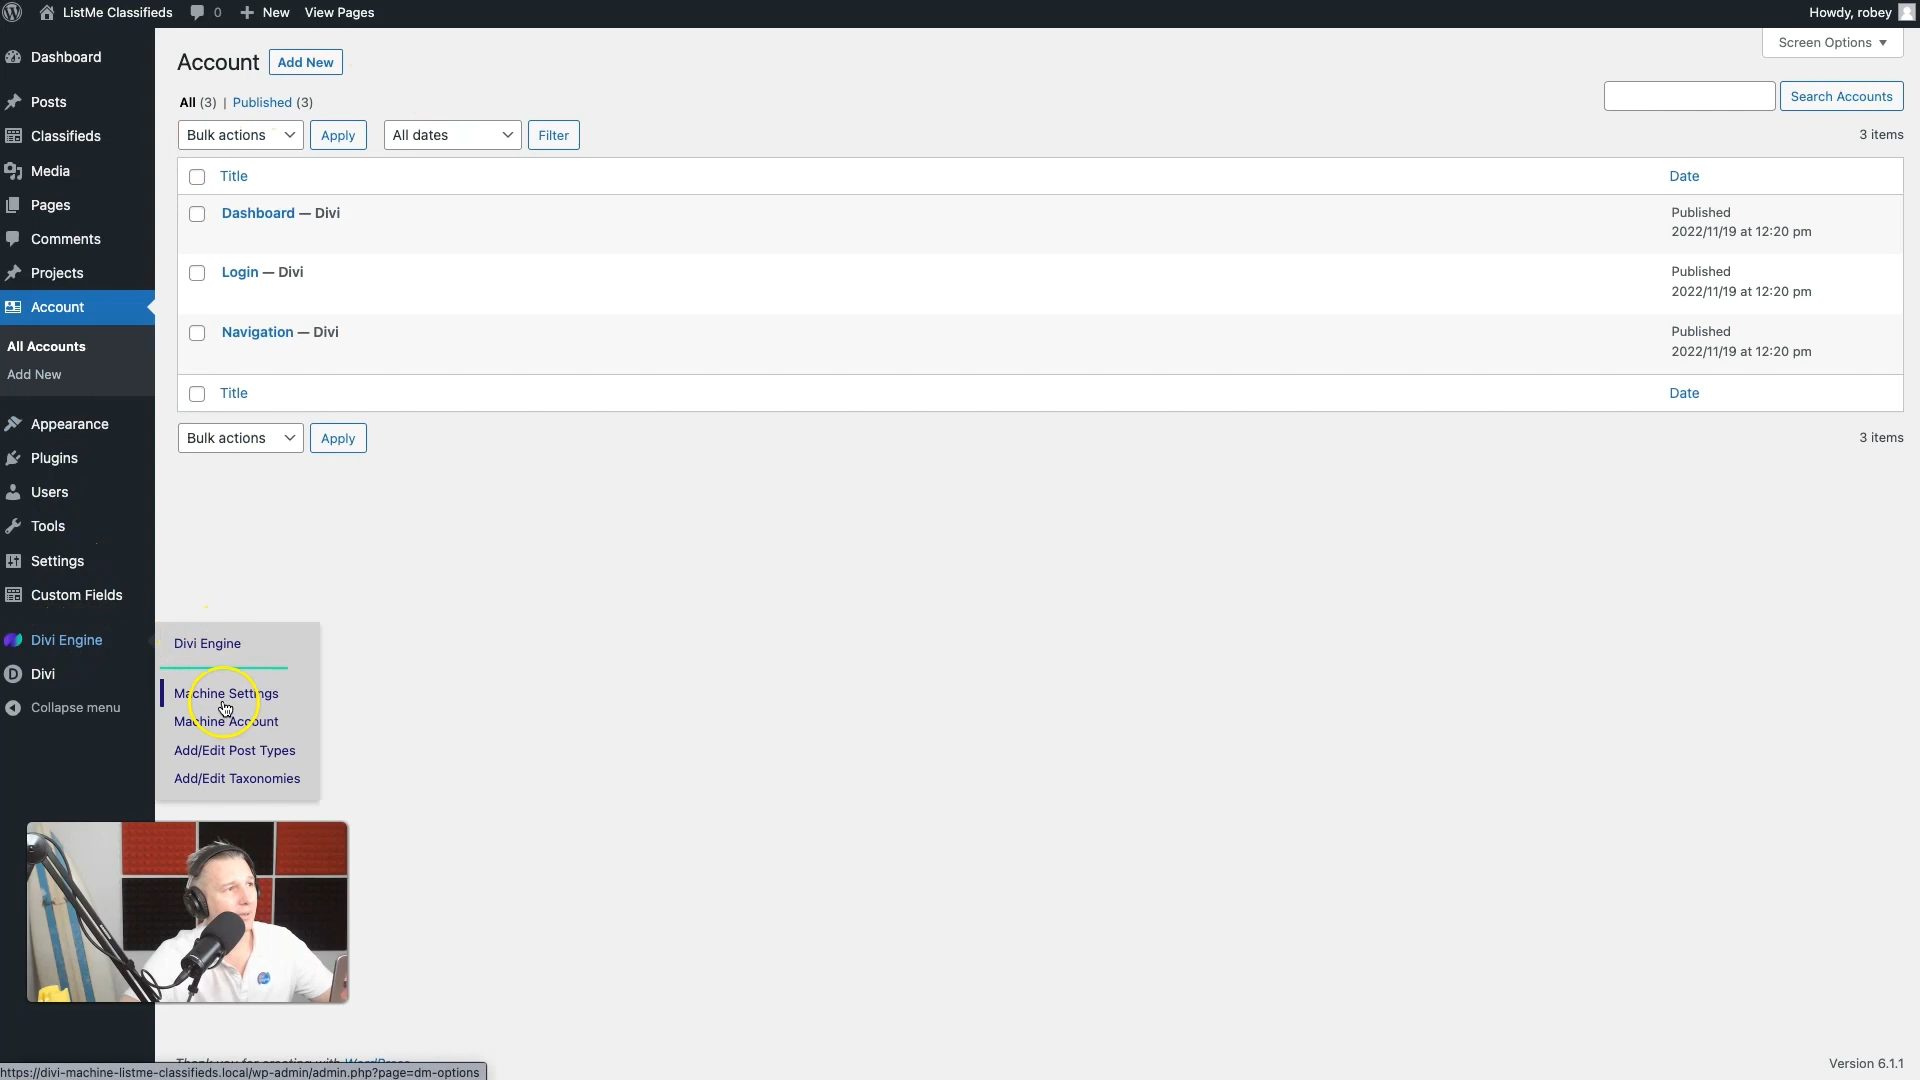 ListMe Classifieds 0 New View Pages Howdy, robey
Screen Options
Dashboard
Posts
Classifieds
Media
Pages
Comments
Projects
Account
All Accounts
Add New
Appearance
Plugins
Users
Tools
Settings
Custom Fields
Divi Engine
Divi
Collapse menu
Account Add New
All (3) | Published (3)
Search Accounts
Bulk actions Apply All dates Filter 3 items
Title Date
Dashboard — Divi Published
2022/11/19 at 12:20 pm
Login — Divi Published
2022/11/19 at 12:20 pm
Navigation — Divi Published
2022/11/19 at 12:20 pm
Title Date
Bulk actions Apply 3 items
Divi Engine
Machine Settings
Machine Account
Add/Edit Post Types
Add/Edit Taxonomies
Thank you for creating with WordPress.
Version 6.1.1
https://divi-machine-listme-classifieds.local/wp-admin/admin.php?page=dm-options